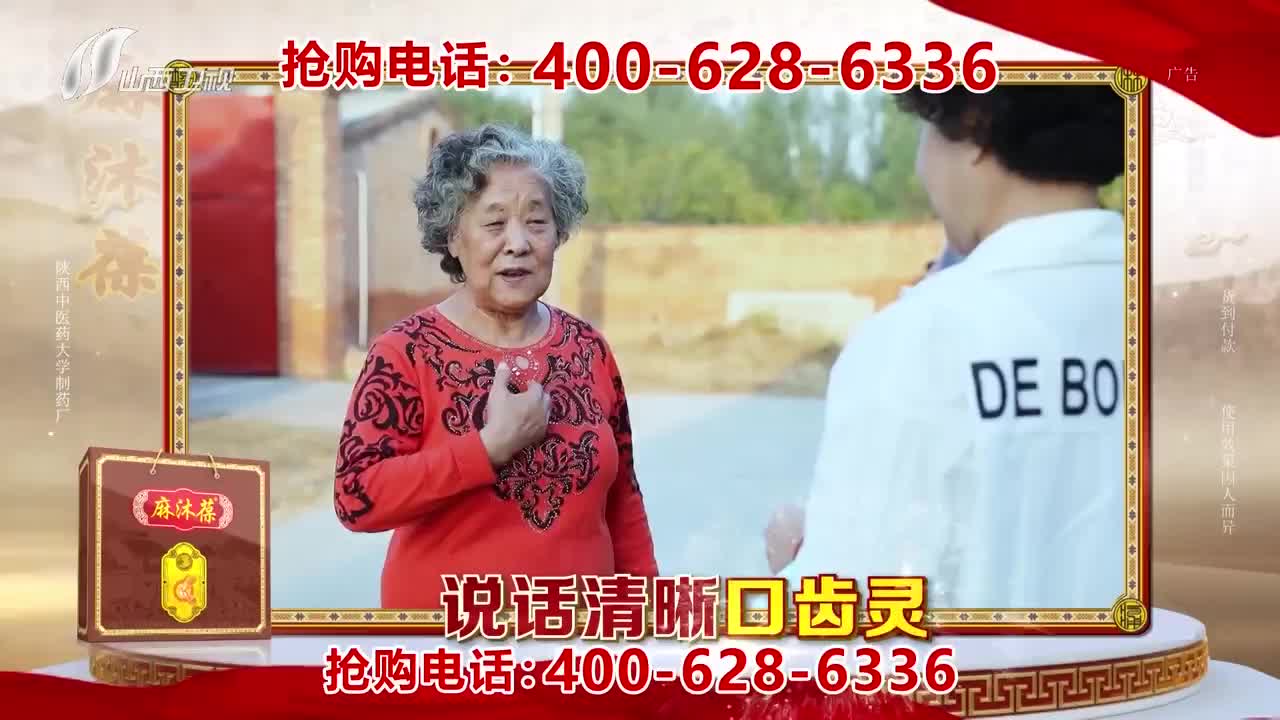 抢购电话：400-628-6336
山西卫视
广告
沐葆
陕西中医药大学制药厂
货到付款 使用效果因人而异
DE BO
麻沐葆
说话清晰口齿灵
抢购电话：400-628-6336